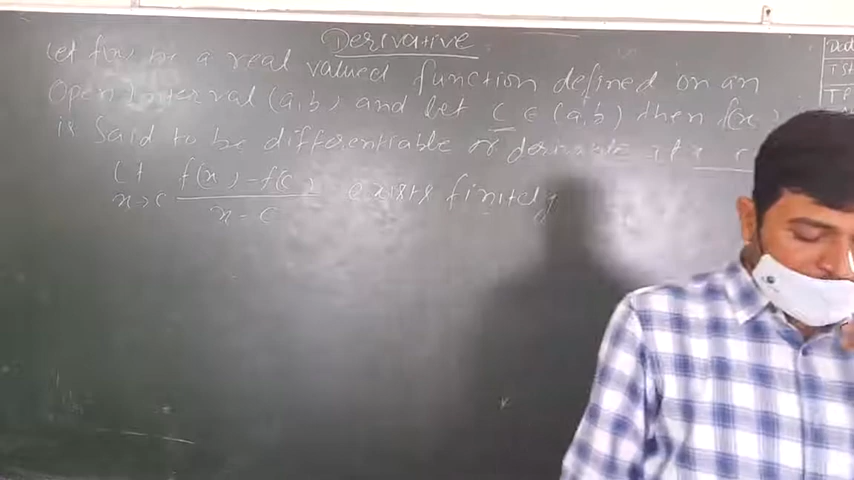 Derivative
Let f(x) be a real valued function defined on an
open interval (a,b) and let C ∈ (a,b) then f(x)
is said to be differentiable or derivable at
Lt f(x) - f(c) exists finitely
x→c x - c